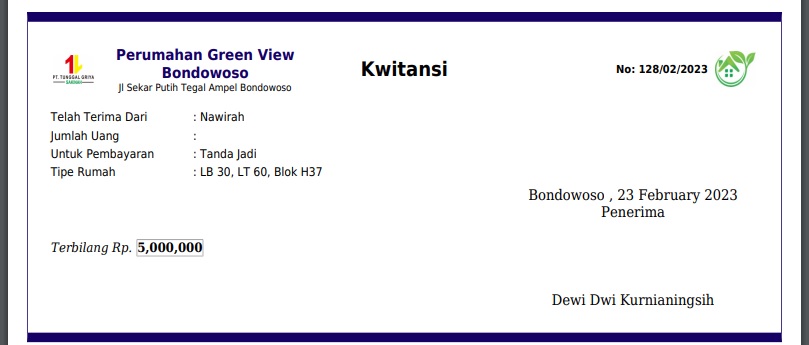 Perumahan Green View
Bondowoso
Jl Sekar Putih Tegal Ampel Bondowoso
PT. TUNGGAL GRIYA
Kwitansi
No: 128/02/2023
Telah Terima Dari : Nawirah
Jumlah Uang :
Untuk Pembayaran : Tanda Jadi
Tipe Rumah : LB 30, LT 60, Blok H37
Bondowoso , 23 February 2023
Penerima
Terbilang Rp. 5,000,000
Dewi Dwi Kurnianingsih